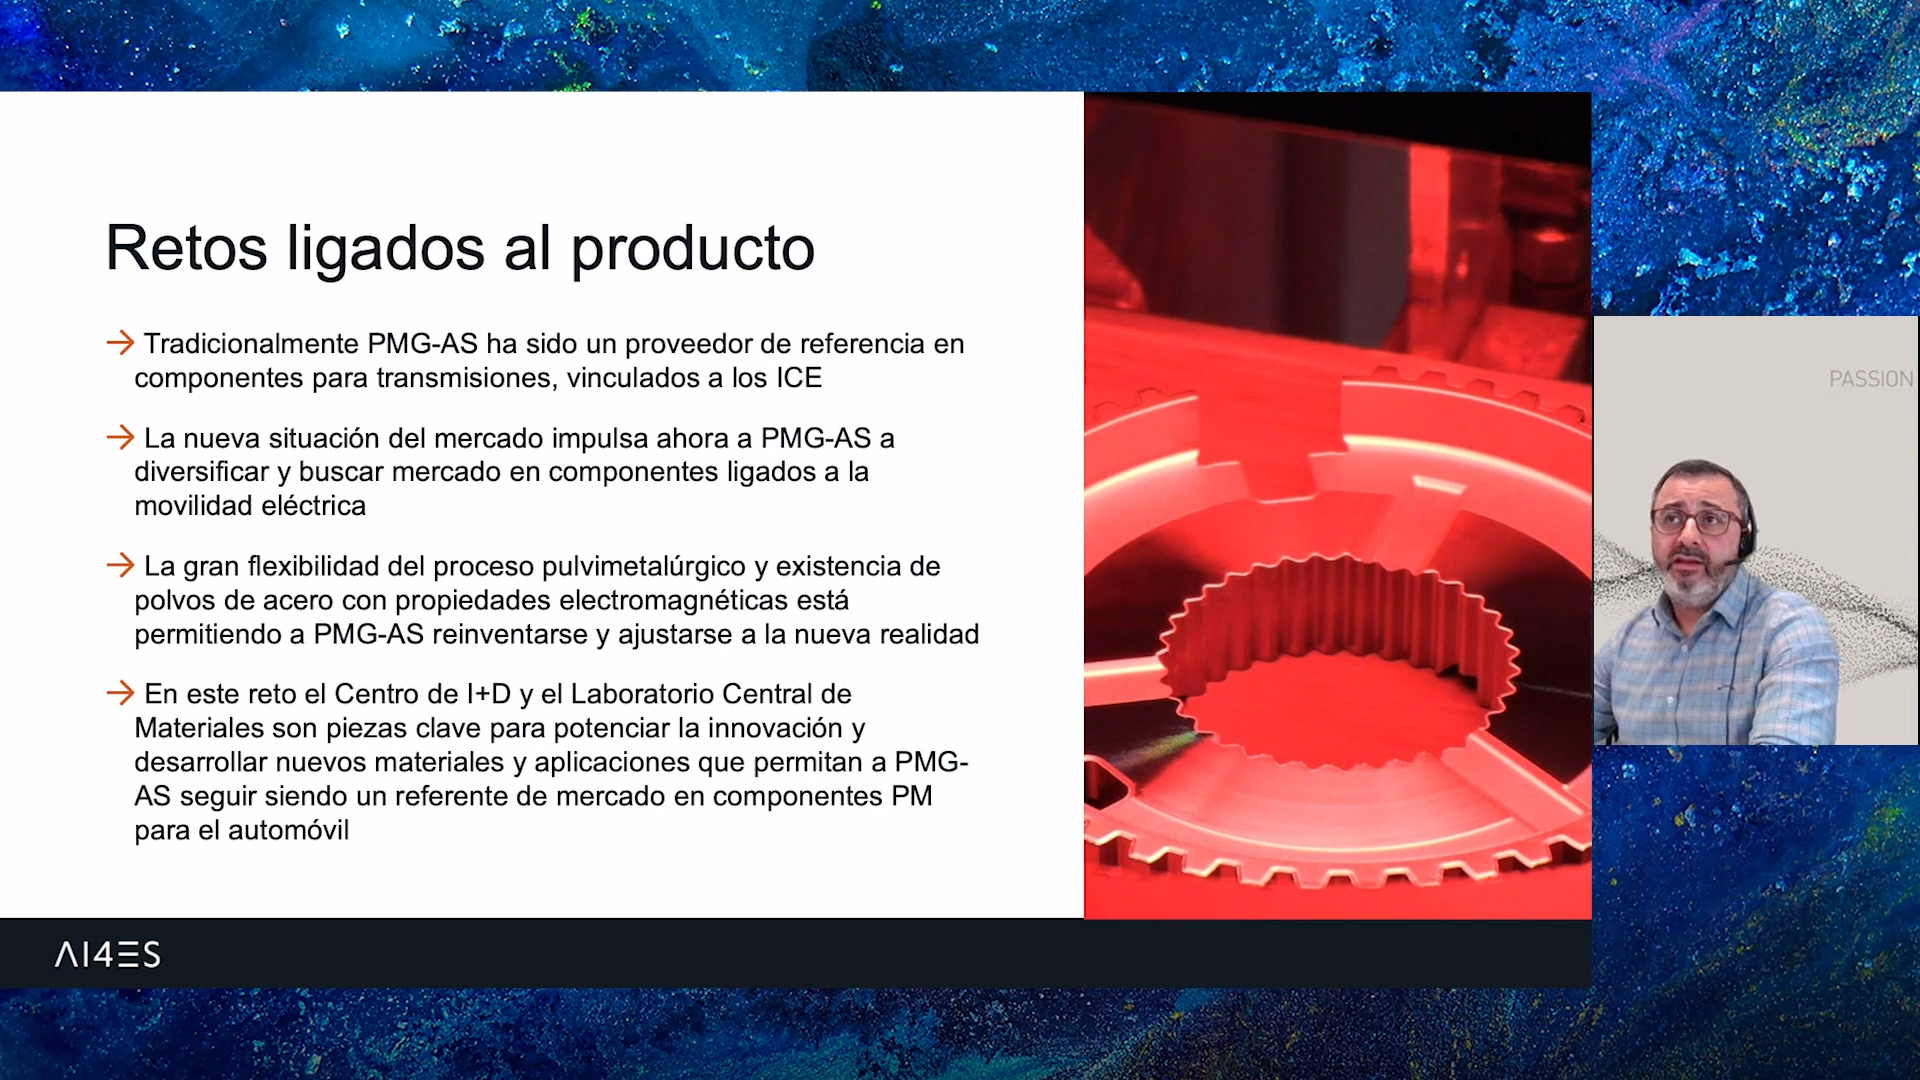 Retos ligados al producto
→ Tradicionalmente PMG-AS ha sido un proveedor de referencia en
componentes para transmisiones, vinculados a los ICE
→ La nueva situación del mercado impulsa ahora a PMG-AS a
diversificar y buscar mercado en componentes ligados a la
movilidad eléctrica
→ La gran flexibilidad del proceso pulvimetalúrgico y existencia de
polvos de acero con propiedades electromagnéticas está
permitiendo a PMG-AS reinventarse y ajustarse a la nueva realidad
→ En este reto el Centro de I+D y el Laboratorio Central de
Materiales son piezas clave para potenciar la innovación y
desarrollar nuevos materiales y aplicaciones que permitan a PMG-
AS seguir siendo un referente de mercado en componentes PM
para el automóvil
PASSION
AI4ES